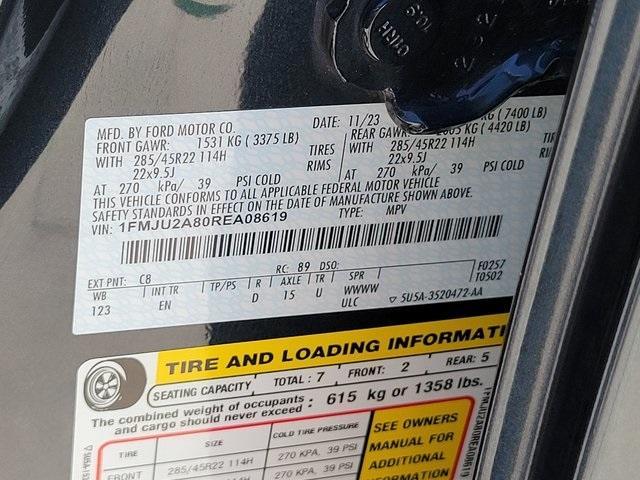 MFD. BY FORD MOTOR CO. DATE: 11/23 KG (7400 LB)
FRONT GAWR: 1531 KG (3375 LB) REAR GAWR: KG (4420 LB)
WITH 285/45R22 114H TIRES WITH 285/45R22 114H
22x9.5J RIMS 22x9.5J
AT 270 kPa/ 39 PSI COLD AT 270 kPa/ 39 PSI COLD
THIS VEHICLE CONFORMS TO ALL APPLICABLE FEDERAL MOTOR VEHICLE
SAFETY STANDARDS IN EFFECT ON THE DATE OF MANUFACTURE SHOWN ABOVE.
VIN: 1FMJU2A80REA08619 TYPE: MPV
EXT PNT: C8 RC: 89 DSO: F0257
T0502
WB INT TR TP/PS R AXLE TR SPR
123 EN D 15 U WWWW
ULC 5U5A-3520472-AA
TIRE AND LOADING INFORMATI
SEATING CAPACITY TOTAL: 7 FRONT: 2 REAR: 5
The combined weight of occupants and cargo should never exceed: 615 kg or 1358 lbs.
TIRE SIZE COLD TIRE PRESSURE
FRONT 285/45R22 114H 270 KPA, 39 PSI
SEE OWNERS
MANUAL FOR
ADDITIONAL